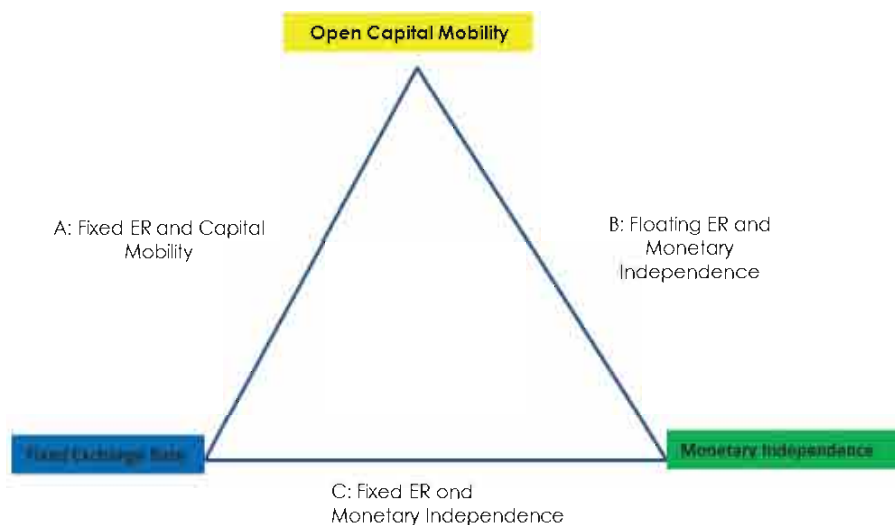 Open Capital Mobility
A: Fixed ER and Capital
Mobility
B: Floating ER and
Monetary
Independence
Fixed Exchange Rate
Monetary Independence
C: Fixed ER ond
Monetary Independence